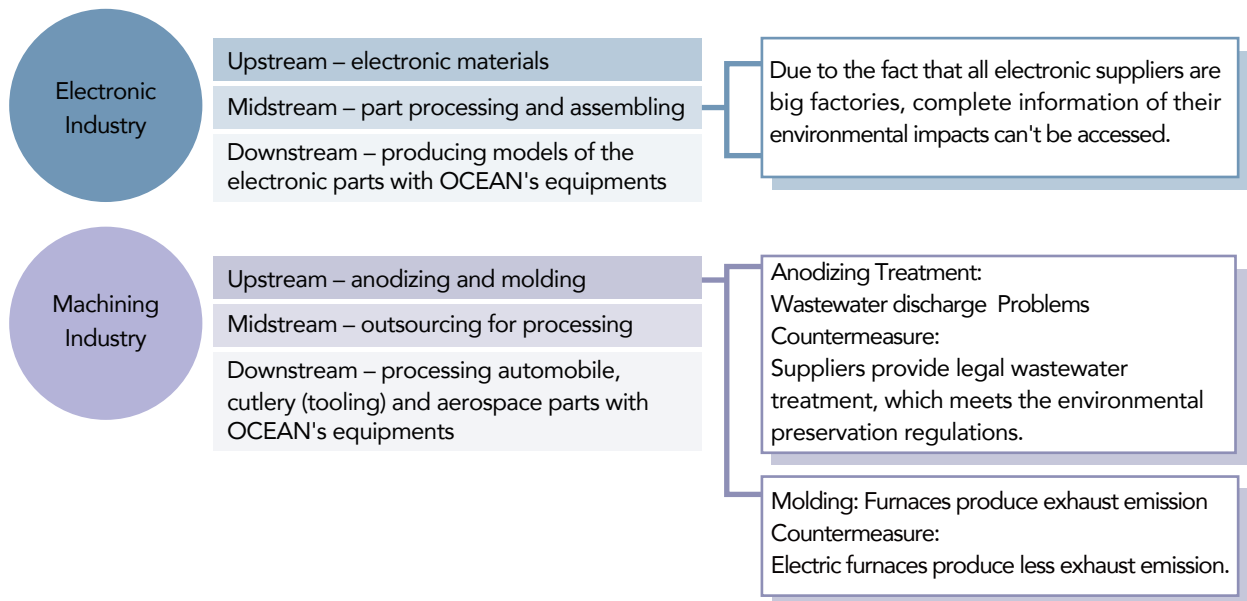 Electronic
Industry
Upstream – electronic materials
Midstream – part processing and assembling
Downstream – producing models of the
electronic parts with OCEAN's equipments
Due to the fact that all electronic suppliers are
big factories, complete information of their
environmental impacts can't be accessed.
Machining
Industry
Upstream – anodizing and molding
Midstream – outsourcing for processing
Downstream – processing automobile,
cutlery (tooling) and aerospace parts with
OCEAN's equipments
Anodizing Treatment:
Wastewater discharge Problems
Countermeasure:
Suppliers provide legal wastewater
treatment, which meets the environmental
preservation regulations.
Molding: Furnaces produce exhaust emission
Countermeasure:
Electric furnaces produce less exhaust emission.